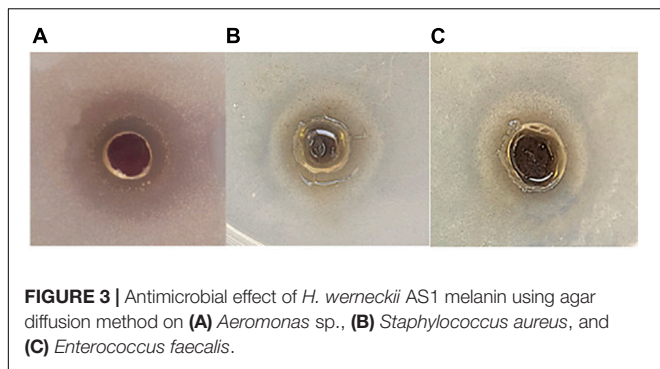 A B C
FIGURE 3 | Antimicrobial effect of H. werneckii AS1 melanin using agar
diffusion method on (A) Aeromonas sp., (B) Staphylococcus aureus, and
(C) Enterococcus faecalis.